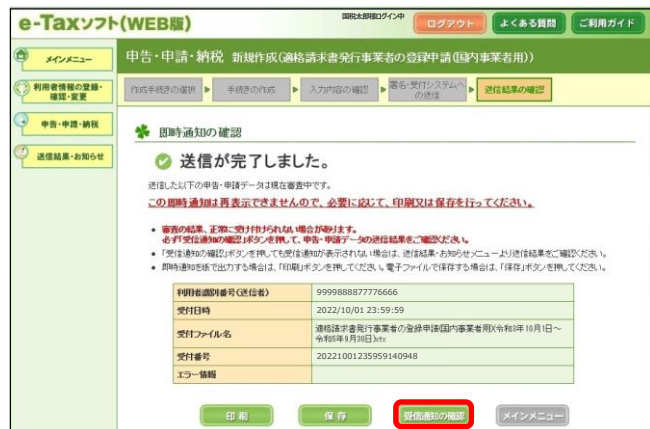 e-Taxソフト(WEB版)
国税太郎様ログイン中
ログアウト
よくある質問
ご利用ガイド
メインメニュー
利用者情報の登録・
確認・変更
申告・申請・納税
送信結果・お知らせ
申告・申請・納税 新規作成(適格請求書発行事業者の登録申請(国内事業者用))
作成手続きの選択
手続きの作成
入力内容の確認
署名・受付システムへ
の送信
送信結果の確認
即時通知の確認
送信が完了しました。
送信した以下の申告・申請データは現在審査中です。
この即時通知は再表示できませんので、必要に応じて、印刷又は保存を行ってください。
• 審査の結果、正常に受け付けられない場合があります。
必ず「受信通知の確認」ボタンを押して、申告・申請データの送信結果をご確認ください。
• 「受信通知の確認」ボタンを押しても受信通知が表示されない場合は、送信結果・お知らせメニューより送信結果をご確認ください。
• 即時通知を紙で出力する場合は、「印刷」ボタンを押してください。電子ファイルで保存する場合は、「保存」ボタンを押してください。
利用者識別番号(送信者) 9999888877776666
受付日時 2022/10/01 23:59:59
受付ファイル名 適格請求書発行事業者の登録申請(国内事業者用)(令和3年10月1日～
令和5年9月30日).xtx
受付番号 20221001235959140948
エラー情報
印刷
保存
受信通知の確認
メインメニュー